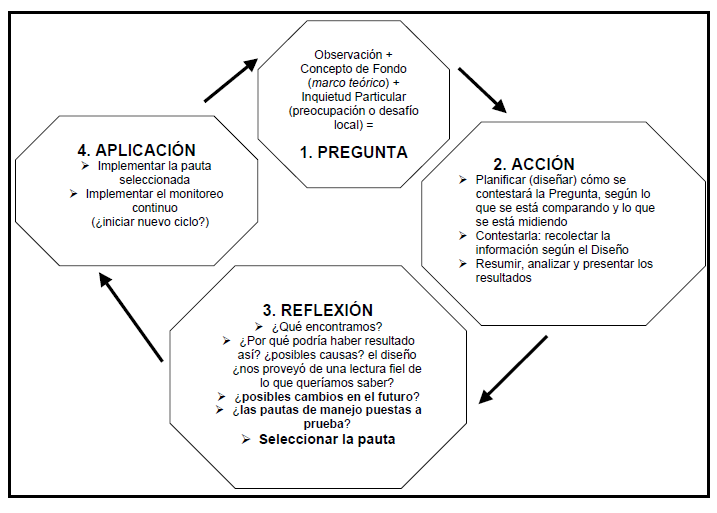 Observación +
Concepto de Fondo
(marco teórico) +
Inquietud Particular
(preocupación o desafío
local) =
1. PREGUNTA
2. ACCIÓN
➢ Planificar (diseñar) cómo se
contestará la Pregunta, según lo
que se está comparando y lo que
se está midiendo
➢ Contestarla: recolectar la
información según el Diseño
➢ Resumir, analizar y presentar los
resultados
3. REFLEXIÓN
➢ ¿Qué encontramos?
➢ ¿Por qué podría haber resultado
así? ¿posibles causas? el diseño
¿nos proveyó de una lectura fiel de
lo que queríamos saber?
➢ ¿posibles cambios en el futuro?
➢ ¿las pautas de manejo puestas a
prueba?
➢ Seleccionar la pauta
4. APLICACIÓN
➢ Implementar la pauta
seleccionada
➢ Implementar el monitoreo
continuo
(¿iniciar nuevo ciclo?)